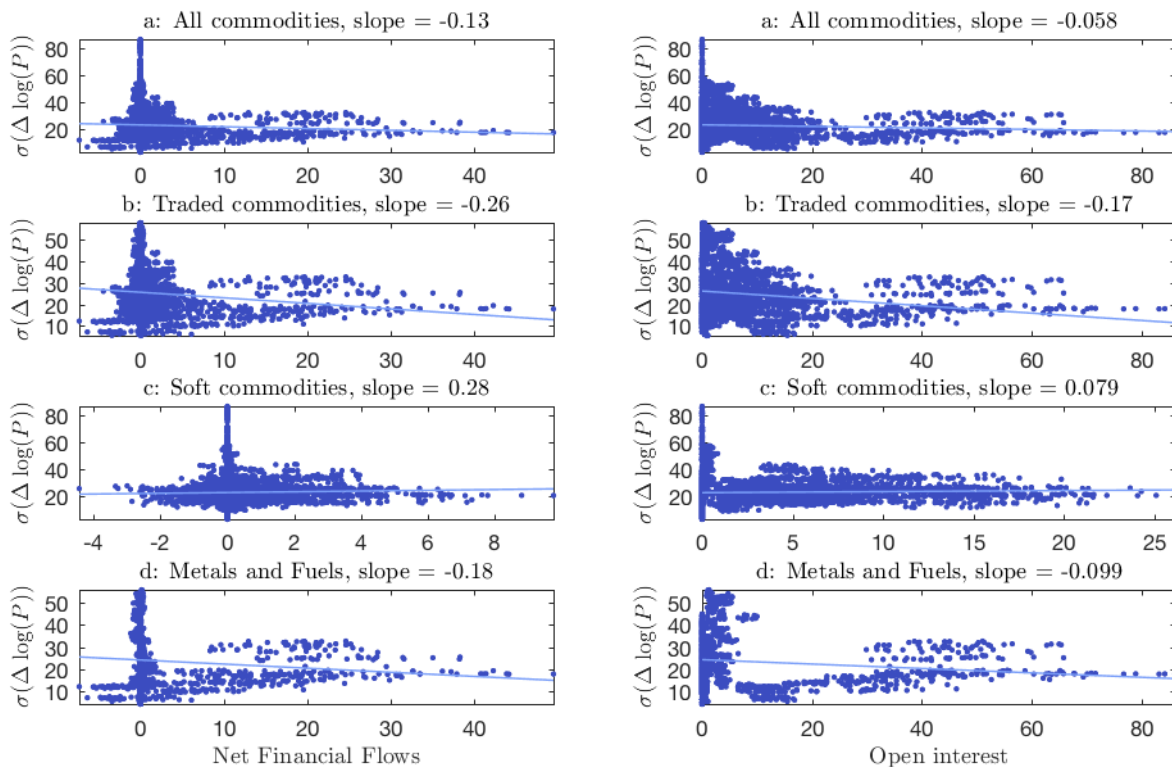 a: All commodities, slope = -0.13
σ(Δ log(P))
80
60
40
20
0 10 20 30 40
b: Traded commodities, slope = -0.26
σ(Δ log(P))
50
40
30
20
10
0 10 20 30 40
c: Soft commodities, slope = 0.28
σ(Δ log(P))
80
60
40
20
-4 -2 0 2 4 6 8
d: Metals and Fuels, slope = -0.18
σ(Δ log(P))
50
40
30
20
10
0 10 20 30 40
Net Financial Flows
a: All commodities, slope = -0.058
σ(Δ log(P))
80
60
40
20
0 20 40 60 80
b: Traded commodities, slope = -0.17
σ(Δ log(P))
50
40
30
20
10
0 20 40 60 80
c: Soft commodities, slope = 0.079
σ(Δ log(P))
80
60
40
20
0 5 10 15 20 25
d: Metals and Fuels, slope = -0.099
σ(Δ log(P))
50
40
30
20
10
0 20 40 60 80
Open interest